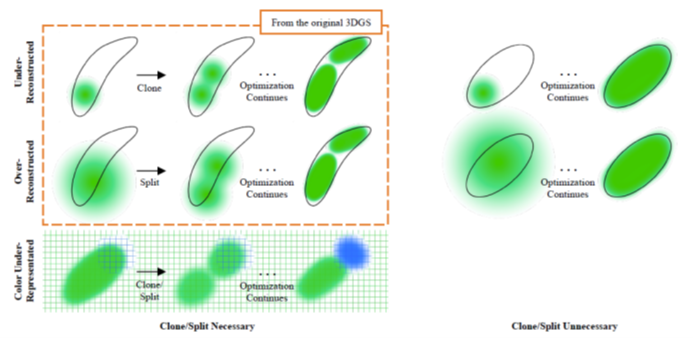 From the original 3DGS
Under-
Reconstructed
Clone
...
Optimization
Continues
...
Optimization
Continues
Over-
Reconstructed
Split
...
Optimization
Continues
...
Optimization
Continues
Color Under-
Represented
Clone/
Split
...
Optimization
Continues
Clone/Split Necessary
Clone/Split Unnecessary